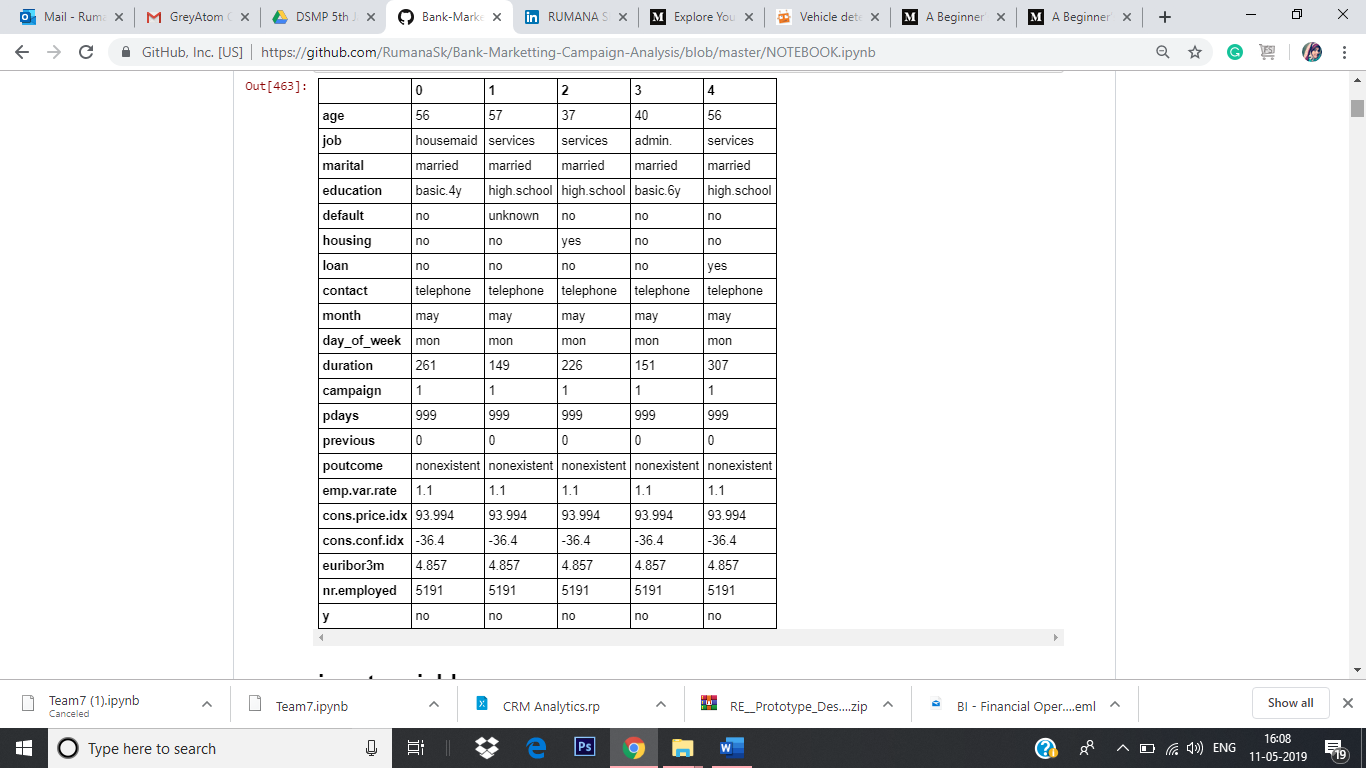 Mail - Ruma
GreyAtom
DSMP 5th J
Bank-Marke
RUMANA S
Explore You
Vehicle dete
A Beginner'
A Beginner'
GitHub, Inc. [US] | https://github.com/RumanaSk/Bank-Marketting-Campaign-Analysis/blob/master/NOTEBOOK.ipynb
Out[463]:
0 1 2 3 4
age 56 57 37 40 56
job housemaid services services admin. services
marital married married married married married
education basic.4y high.school high.school basic.6y high.school
default no unknown no no no
housing no no yes no no
loan no no no no yes
contact telephone telephone telephone telephone telephone
month may may may may may
day_of_week mon mon mon mon mon
duration 261 149 226 151 307
campaign 1 1 1 1 1
pdays 999 999 999 999 999
previous 0 0 0 0 0
poutcome nonexistent nonexistent nonexistent nonexistent nonexistent
emp.var.rate 1.1 1.1 1.1 1.1 1.1
cons.price.idx 93.994 93.994 93.994 93.994 93.994
cons.conf.idx -36.4 -36.4 -36.4 -36.4 -36.4
euribor3m 4.857 4.857 4.857 4.857 4.857
nr.employed 5191 5191 5191 5191 5191
y no no no no no
Team7 (1).ipynb
Canceled
Team7.ipynb
CRM Analytics.rp
RE__Prototype_Des....zip
BI - Financial Oper....eml
Show all
Type here to search
Ps
ENG
16:08
11-05-2019
19